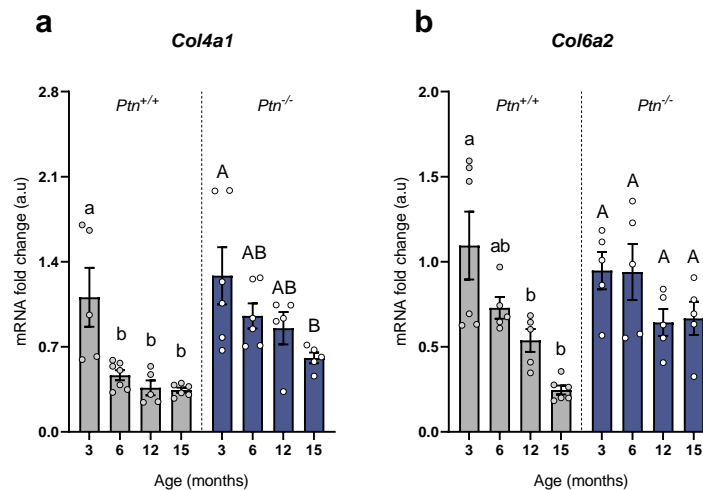 a
Col4a1
mRNA fold change (a.u)
2.8
2.1
1.4
0.7
0.0
Ptn+/+
Ptn-/-
a
b
b
b
A
AB
AB
B
3
6
12
15
3
6
12
15
Age (months)
b
Col6a2
mRNA fold change (a.u)
2.0
1.5
1.0
0.5
0.0
Ptn+/+
Ptn-/-
a
ab
b
b
A
A
A
A
3
6
12
15
3
6
12
15
Age (months)